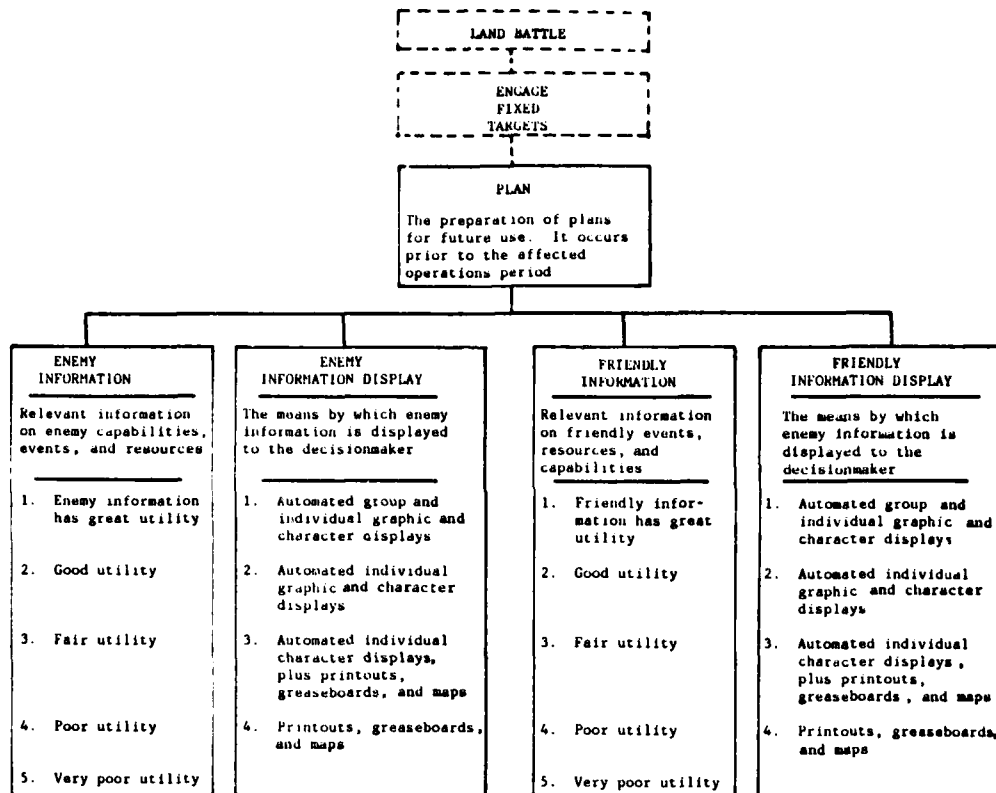 LAND BATTLE
ENGAGE
FIXED
TARGETS
PLAN
The preparation of plans
for future use. It occurs
prior to the affected
operations period
ENEMY
INFORMATION
Relevant information
on enemy capabilities,
events, and resources
1. Enemy information
has great utility
2. Good utility
3. Fair utility
4. Poor utility
5. Very poor utility
ENEMY
INFORMATION DISPLAY
The means by which enemy
information is displayed
to the decisionmaker
1. Automated group and
individual graphic and
character displays
2. Automated individual
graphic and character
displays
3. Automated individual
character displays,
plus printouts,
greaseboards, and maps
4. Printouts, greaseboards,
and maps
FRIENDLY
INFORMATION
Relevant information
on friendly events,
resources, and
capabilities
1. Friendly infor-
mation has great
utility
2. Good utility
3. Fair utility
4. Poor utility
5. Very poor utility
FRIENDLY
INFORMATION DISPLAY
The means by which
enemy information is
displayed to the
decisionmaker
1. Automated group and
individual graphic and
character displays
2. Automated individual
graphic and character
displays
3. Automated individual
character displays,
plus printouts,
greaseboards, and maps
4. Printouts, greaseboards,
and maps